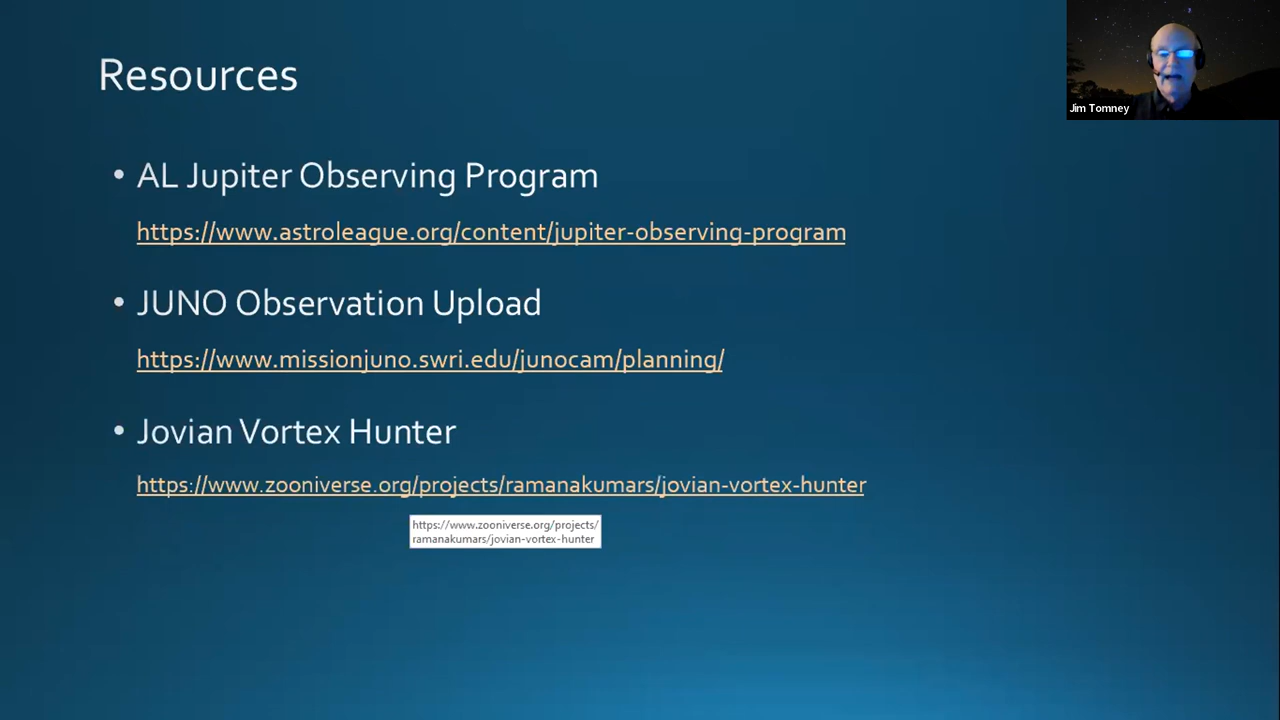 Resources
Jim Tomney
• AL Jupiter Observing Program
https://www.astroleague.org/content/jupiter-observing-program
• JUNO Observation Upload
https://www.missionjuno.swri.edu/junocam/planning/
• Jovian Vortex Hunter
https://www.zooniverse.org/projects/ramanakumars/jovian-vortex-hunter
https://www.zooniverse.org/projects/
ramanakumars/jovian-vortex-hunter